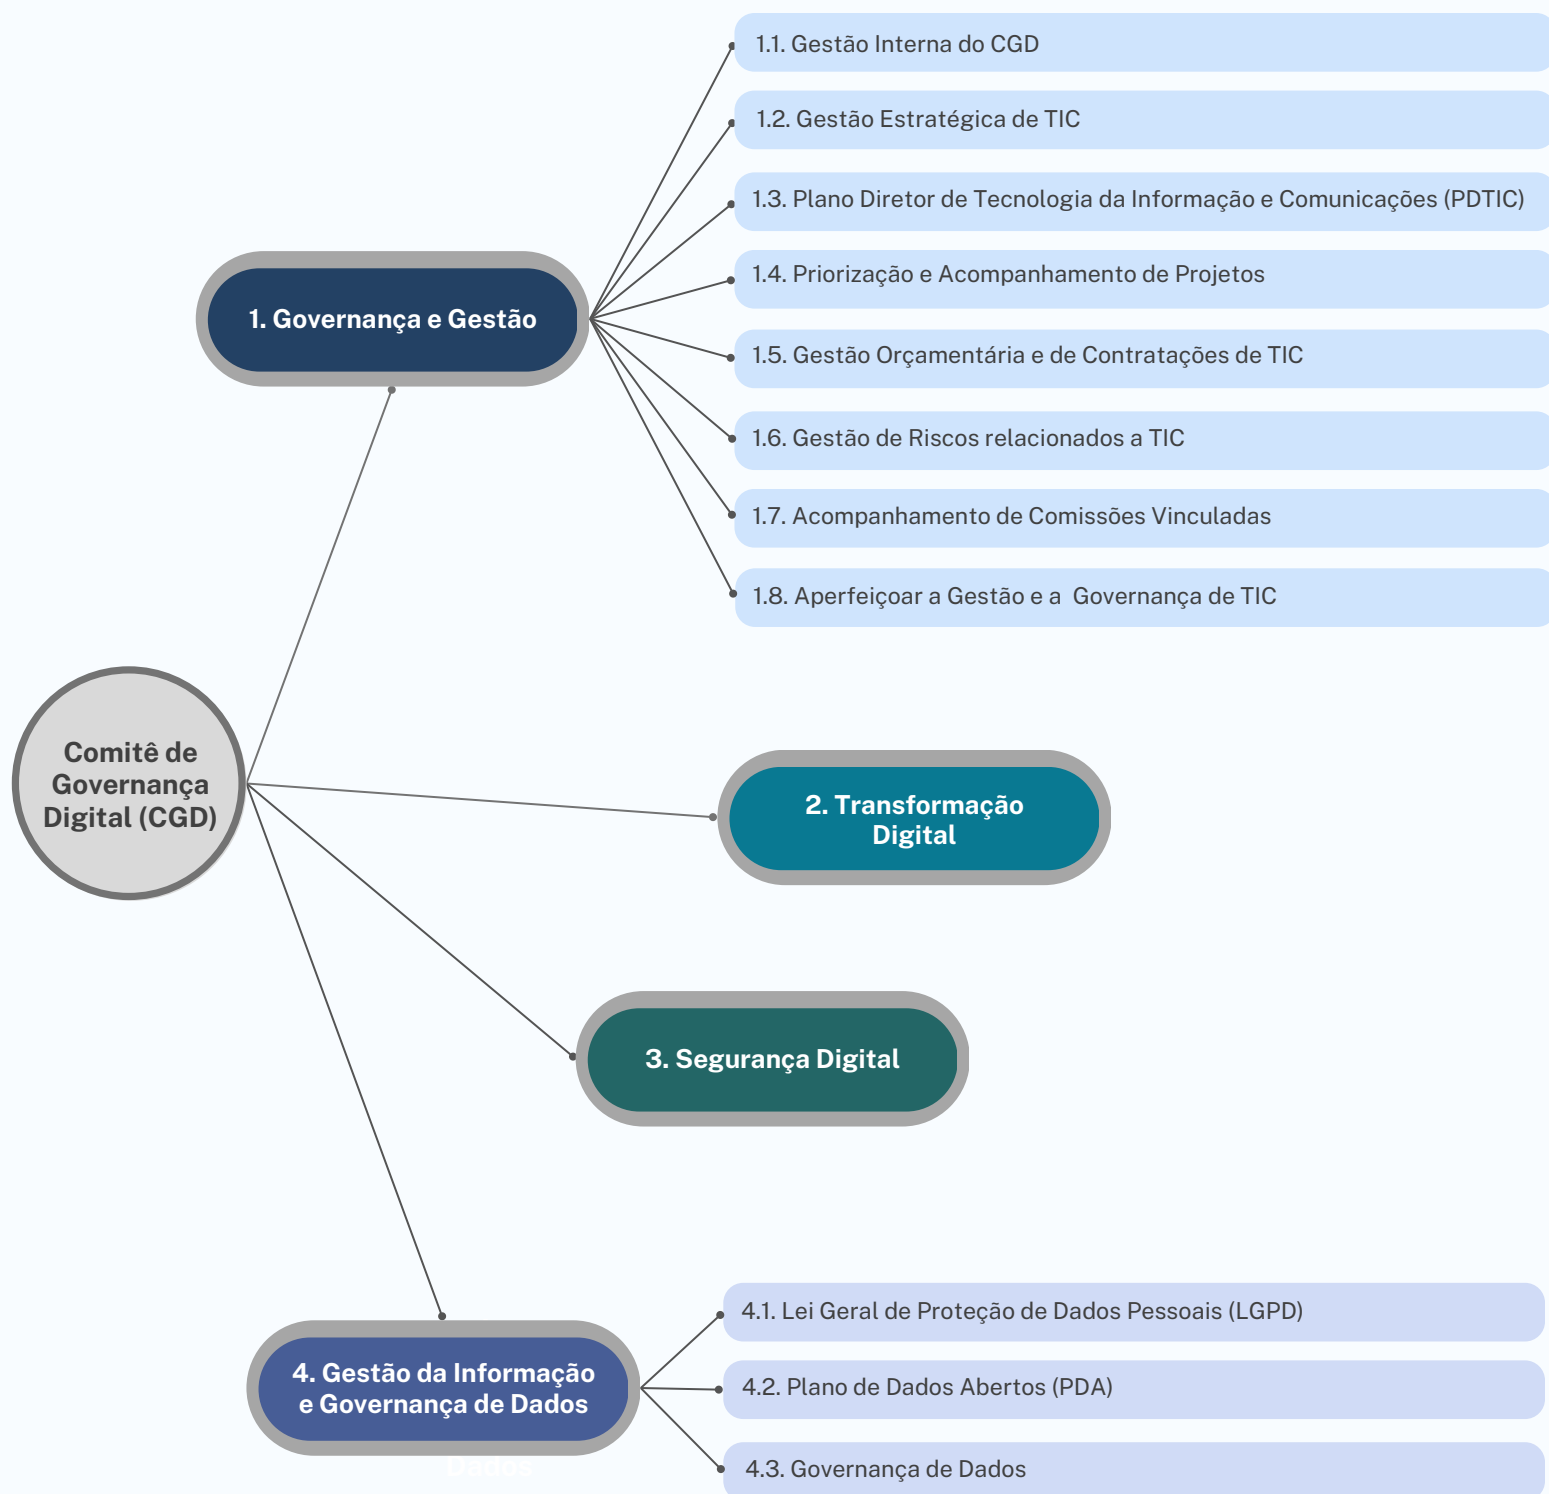 1.1. Gestão Interna do CGD
1.2. Gestão Estratégica de TIC
1.3. Plano Diretor de Tecnologia da Informação e Comunicações (PDTIC)
1.4. Priorização e Acompanhamento de Projetos
1. Governança e Gestão
1.5. Gestão Orçamentária e de Contratações de TIC
1.6. Gestão de Riscos relacionados a TIC
1.7. Acompanhamento de Comissões Vinculadas
1.8. Aperfeiçoar a Gestão e a  Governança de TIC
Comitê de
Governança
Digital (CGD)
2. Transformação
Digital
3. Segurança Digital
4. Gestão da Informação
e Governança de Dados
Dados
4.1. Lei Geral de Proteção de Dados Pessoais (LGPD)
4.2. Plano de Dados Abertos (PDA)
4.3. Governança de Dados